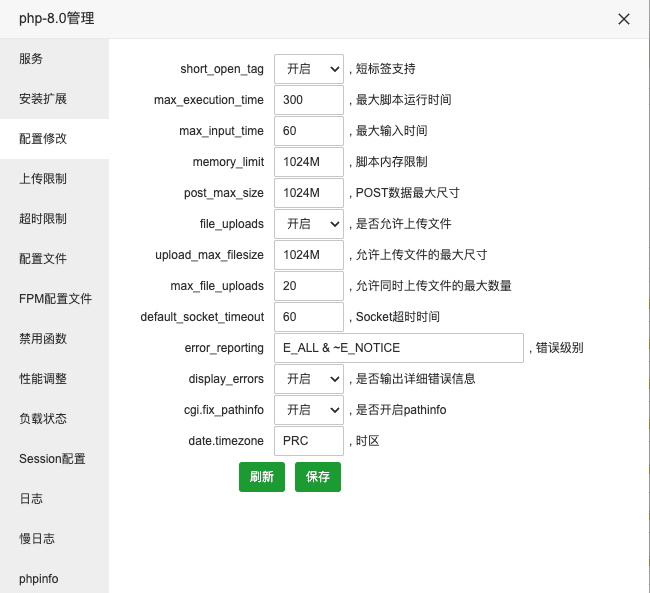 php-8.0管理
服务
安装扩展
配置修改
上传限制
超时限制
配置文件
FPM配置文件
禁用函数
性能调整
负载状态
Session配置
日志
慢日志
phpinfo
short_open_tag 开启 , 短标签支持
max_execution_time 300 , 最大脚本运行时间
max_input_time 60 , 最大输入时间
memory_limit 1024M , 脚本内存限制
post_max_size 1024M , POST数据最大尺寸
file_uploads 开启 , 是否允许上传文件
upload_max_filesize 1024M , 允许上传文件的最大尺寸
max_file_uploads 20 , 允许同时上传文件的最大数量
default_socket_timeout 60 , Socket超时时间
error_reporting E_ALL & ~E_NOTICE , 错误级别
display_errors 开启 , 是否输出详细错误信息
cgi.fix_pathinfo 开启 , 是否开启pathinfo
date.timezone PRC , 时区
刷新 保存